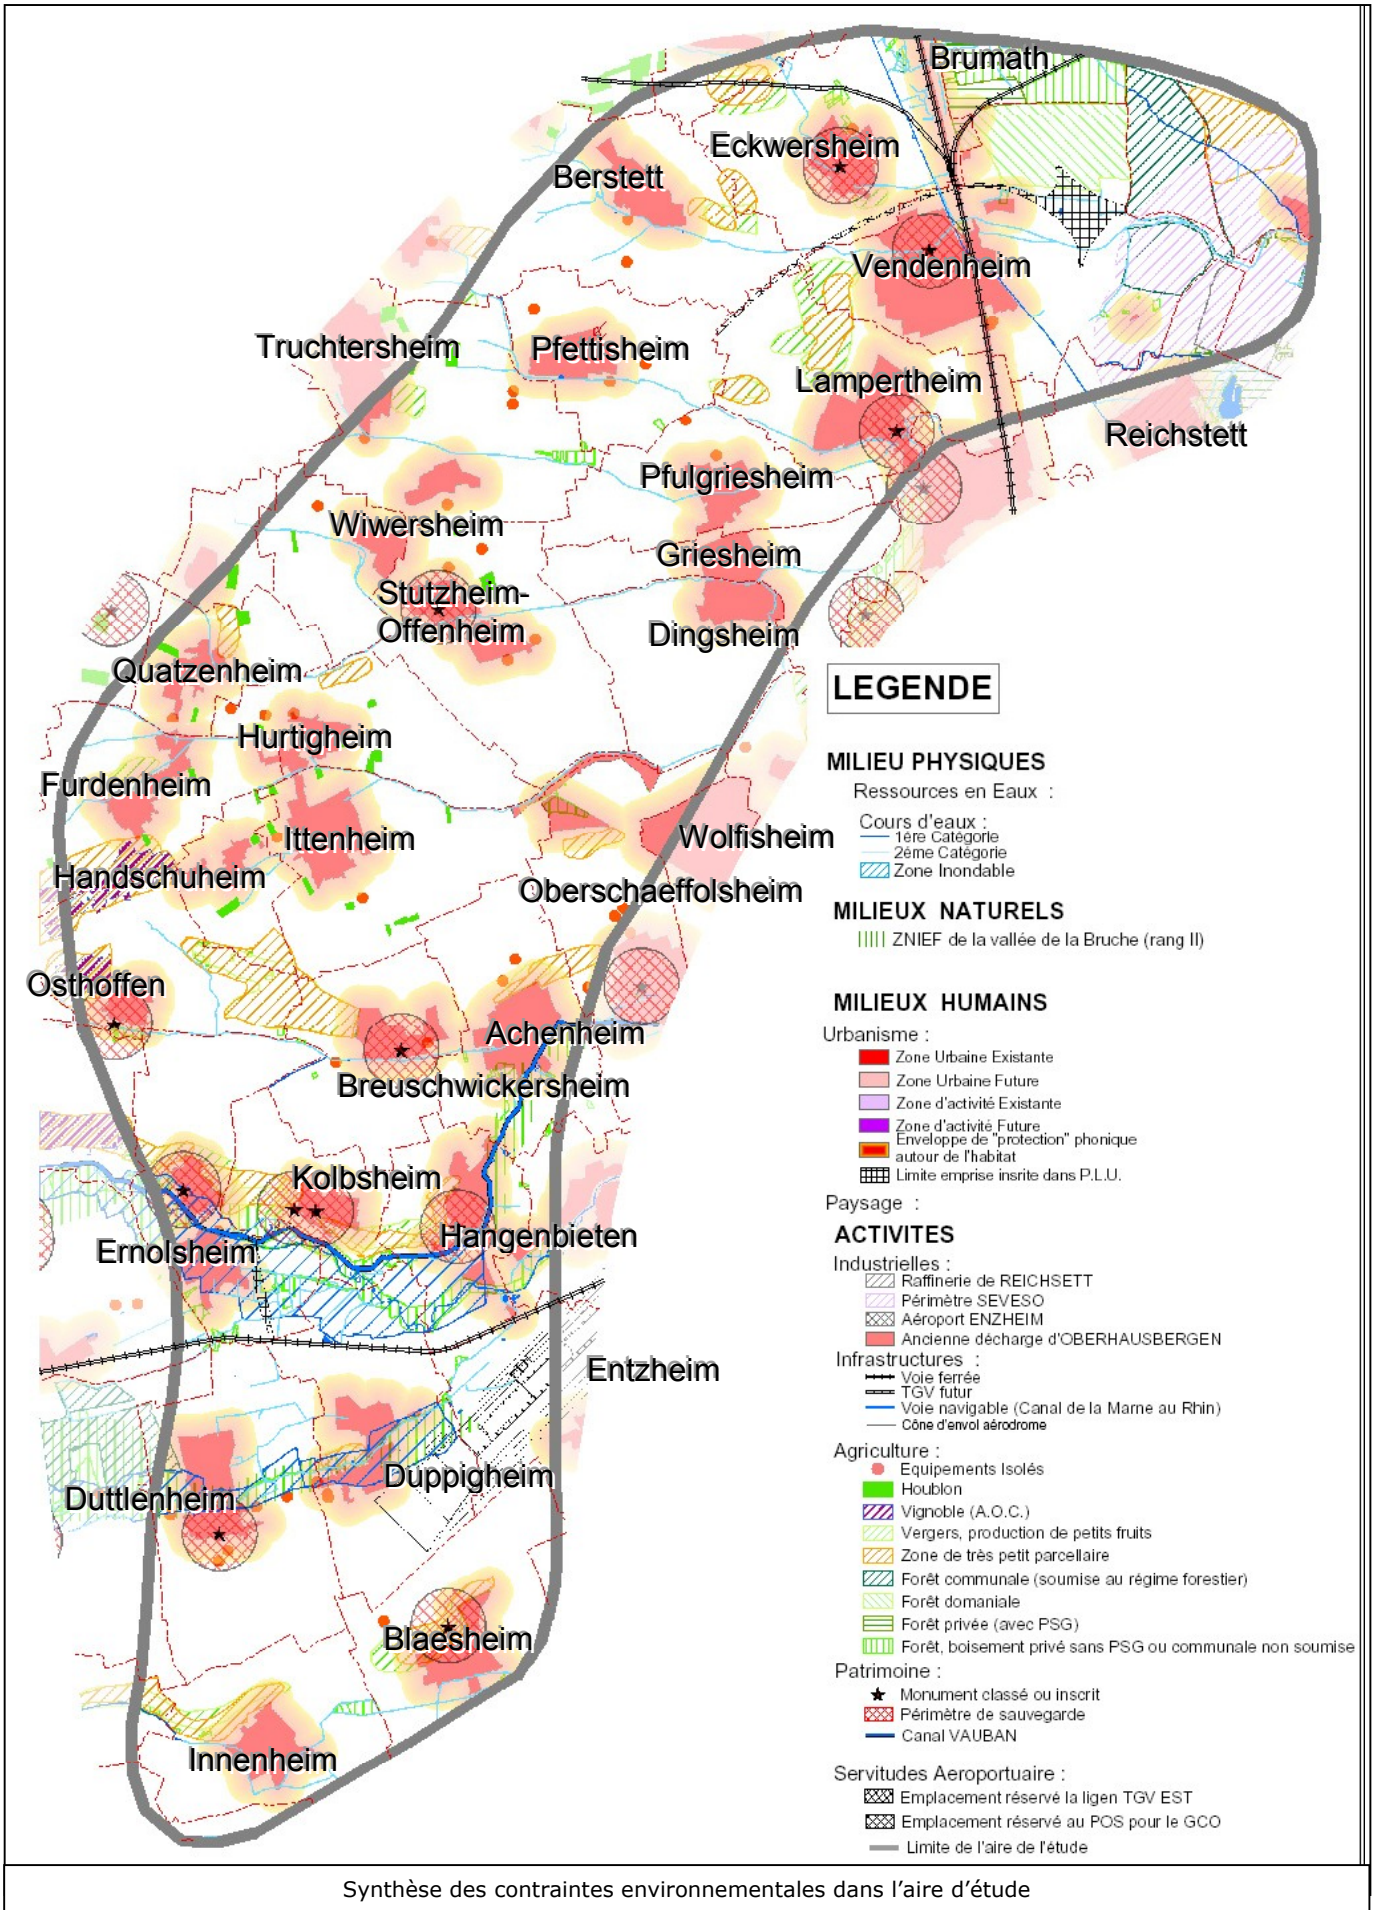 Brumath
Eckwersheim
Berstett
Vendenheim
Truchtersheim
Pfettisheim
Lampertheim
Reichstett
Pfulgriesheim
Wiwersheim
Griesheim
Stutzheim-
Offenheim
Dingsheim
Quatzenheim
Hurtigheim
Furdenheim
Ittenheim
Wolfisheim
Handschuheim
Oberschaeffolsheim
Osthoffen
Achenheim
Breuschwickersheim
Kolbsheim
Hangenbieten
Ernolsheim
Entzheim
Duppigheim
Duttlenheim
Blaesheim
Innenheim
LEGENDE
MILIEU PHYSIQUES
Ressources en Eaux :
Cours d'eaux :
1ère Catégorie
2éme Catégorie
Zone Inondable
MILIEUX NATURELS
ZNIEF de la vallée de la Bruche (rang II)
MILIEUX HUMAINS
Urbanisme :
Zone Urbaine Existante
Zone Urbaine Future
Zone d'activité Existante
Zone d'activité Future
Enveloppe de "protection" phonique
autour de l'habitat
Limite emprise insrite dans P.L.U.
Paysage :
ACTIVITES
Industrielles :
Raffinerie de REICHSETT
Périmètre SEVESO
Aéroport ENZHEIM
Ancienne décharge d'OBERHAUSBERGEN
Infrastructures :
Voie ferrée
TGV futur
Voie navigable (Canal de la Marne au Rhin)
Cône d'envol aérodrome
Agriculture :
Equipements Isolés
Houblon
Vignoble (A.O.C.)
Vergers, production de petits fruits
Zone de très petit parcellaire
Forêt communale (soumise au régime forestier)
Forêt domaniale
Forêt privée (avec PSG)
Forêt, boisement privé sans PSG ou communale non soumise
Patrimoine :
Monument classé ou inscrit
Périmètre de sauvegarde
Canal VAUBAN
Servitudes Aeroportuaire :
Emplacement réservé la ligen TGV EST
Emplacement réservé au POS pour le GCO
Limite de l'aire de l'étude
Synthèse des contraintes environnementales dans l'aire d'étude